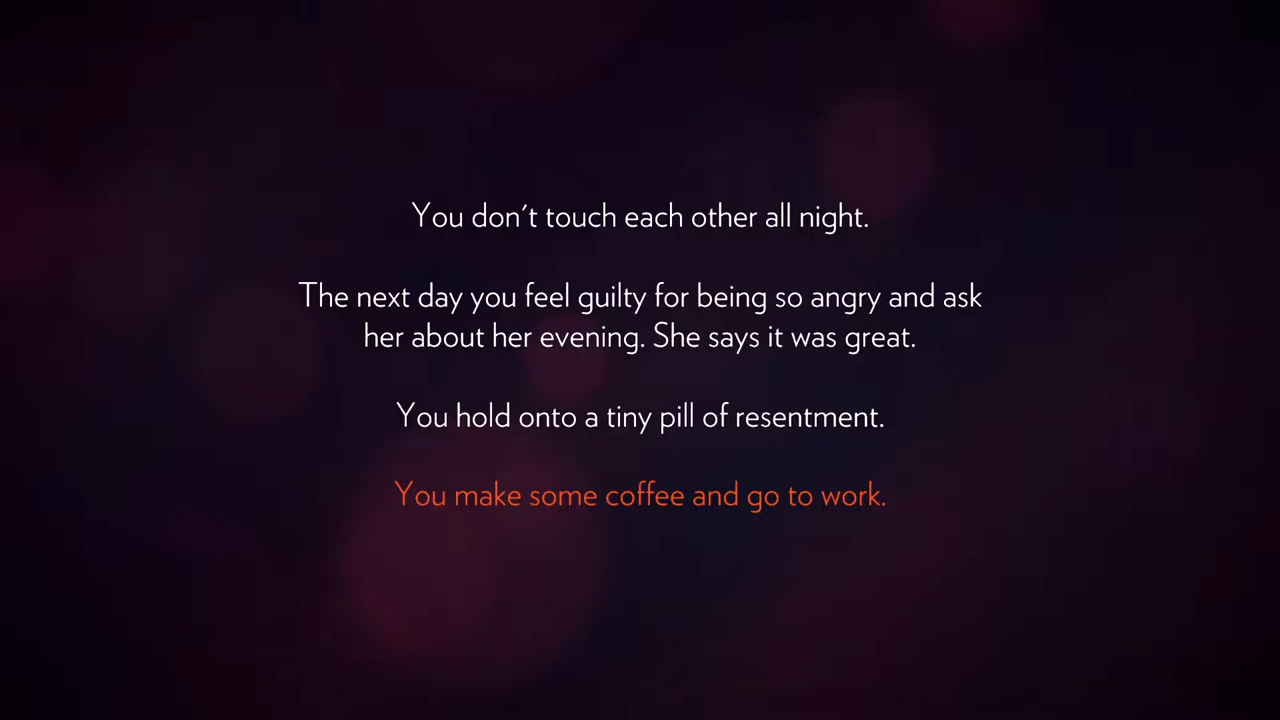 You don't touch each other all night.
The next day you feel guilty for being so angry and ask
her about her evening. She says it was great.
You hold onto a tiny pill of resentment.
You make some coffee and go to work.